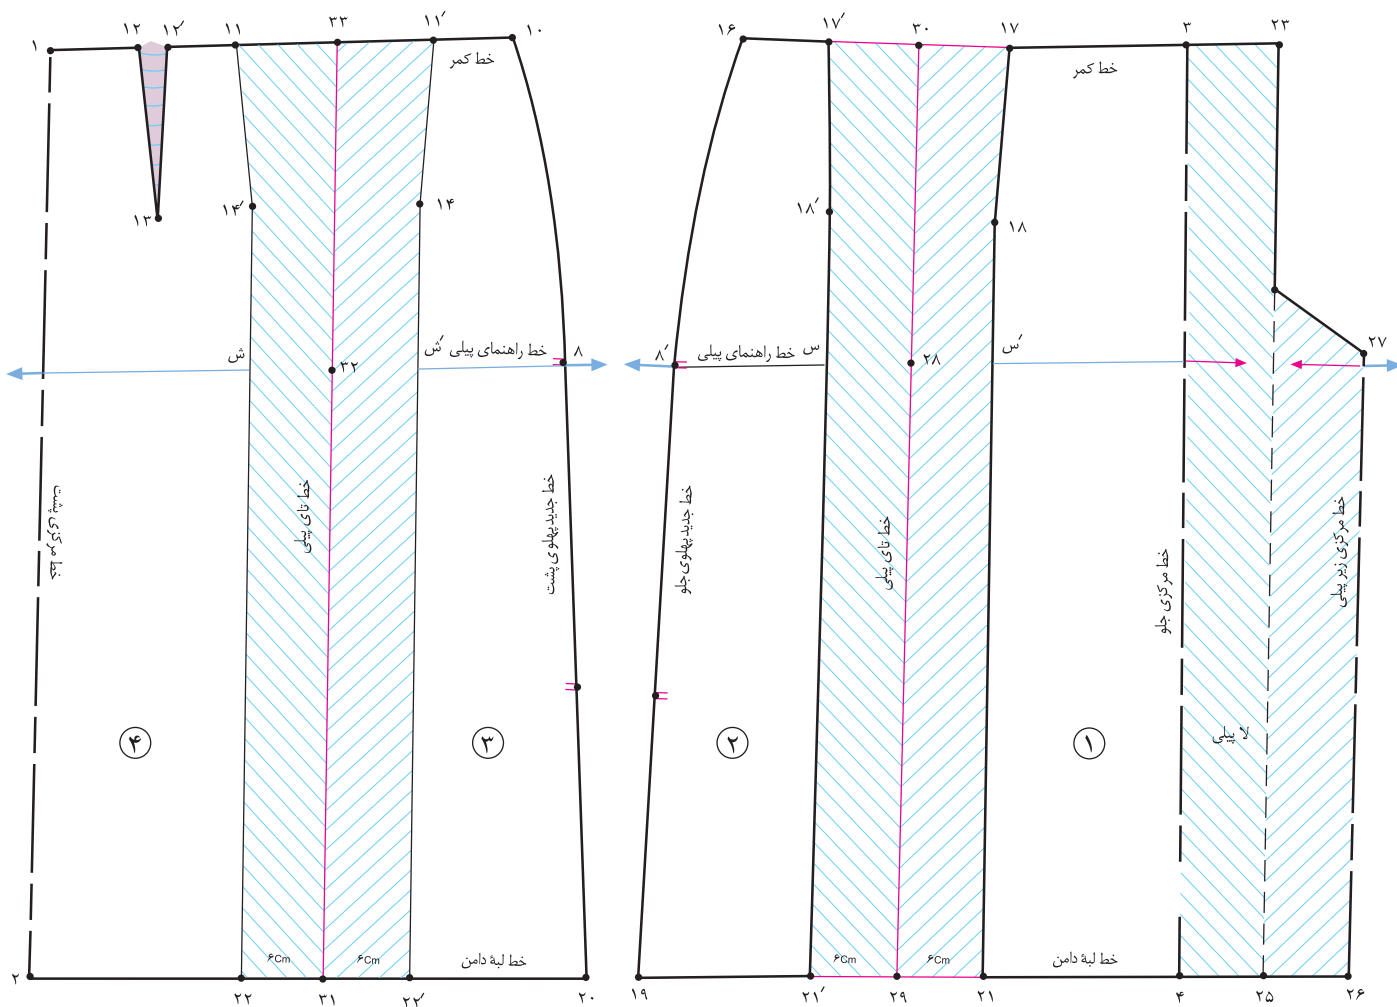 ۱ ۱۲ ۱۲′ ۱۱ ۳۳ ۱۱′ ۱۰
۱۶ ۱۷′ ۳۰ ۱۷ ۳ ۲۳
خط کمر
خط کمر
۱۳ ۱۴′ ۱۴
۱۸′ ۱۸
ش ۳۲ ش′ خط راهنمای پیلی ۸
۸′ خط راهنمای پیلی س ۲۸ س′ ۲۷
خط مرکزی پشت
خط تای پیلی
خط جدید پهلوی پشت
خط جدید پهلوی جلو
خط تای پیلی
خط مرکزی جلو
خط مرکزی زیر پیلی
لا پیلی
۴ ۳ ۲ ۱
۶Cm ۶Cm خط لبهٔ دامن
۶Cm ۶Cm خط لبهٔ دامن
۲ ۲۲ ۳۱ ۲۲′ ۲۰
۱۹ ۲۱′ ۲۹ ۲۱ ۴ ۲۵ ۲۶